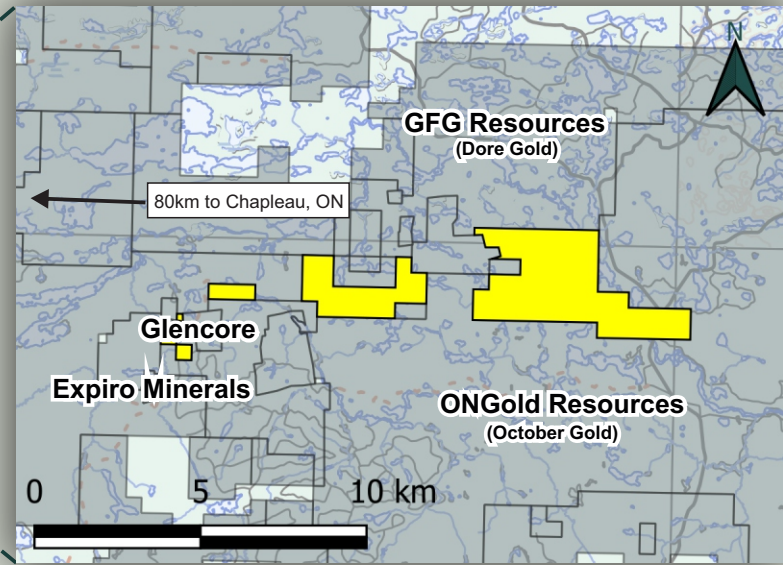 N
GFG Resources
(Dore Gold)
80km to Chapleau, ON
Glencore
Expiro Minerals
ONGold Resources
(October Gold)
0 5 10 km